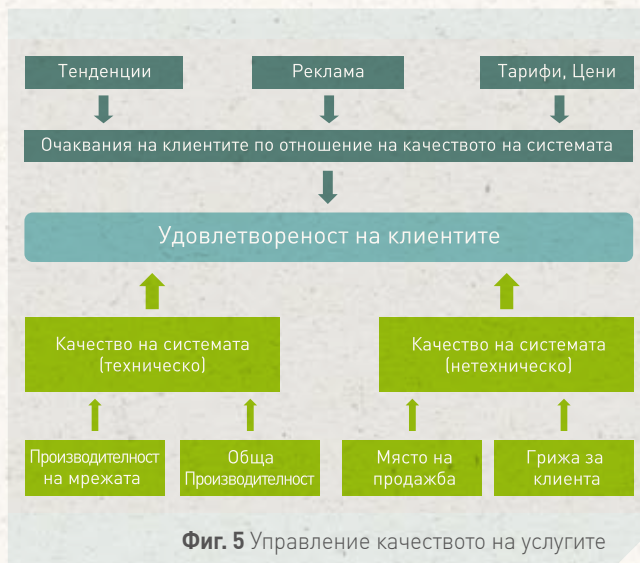 Тенденции
Реклама
Тарифи, Цени
Очаквания на клиентите по отношение на качеството на системата
Удовлетвореност на клиентите
Качество на системата
(техническо)
Качество на системата
(нетехническо)
Производителност
на мрежата
Обща
Производителност
Място на
продажба
Грижа за
клиента
Фиг. 5 Управление качеството на услугите